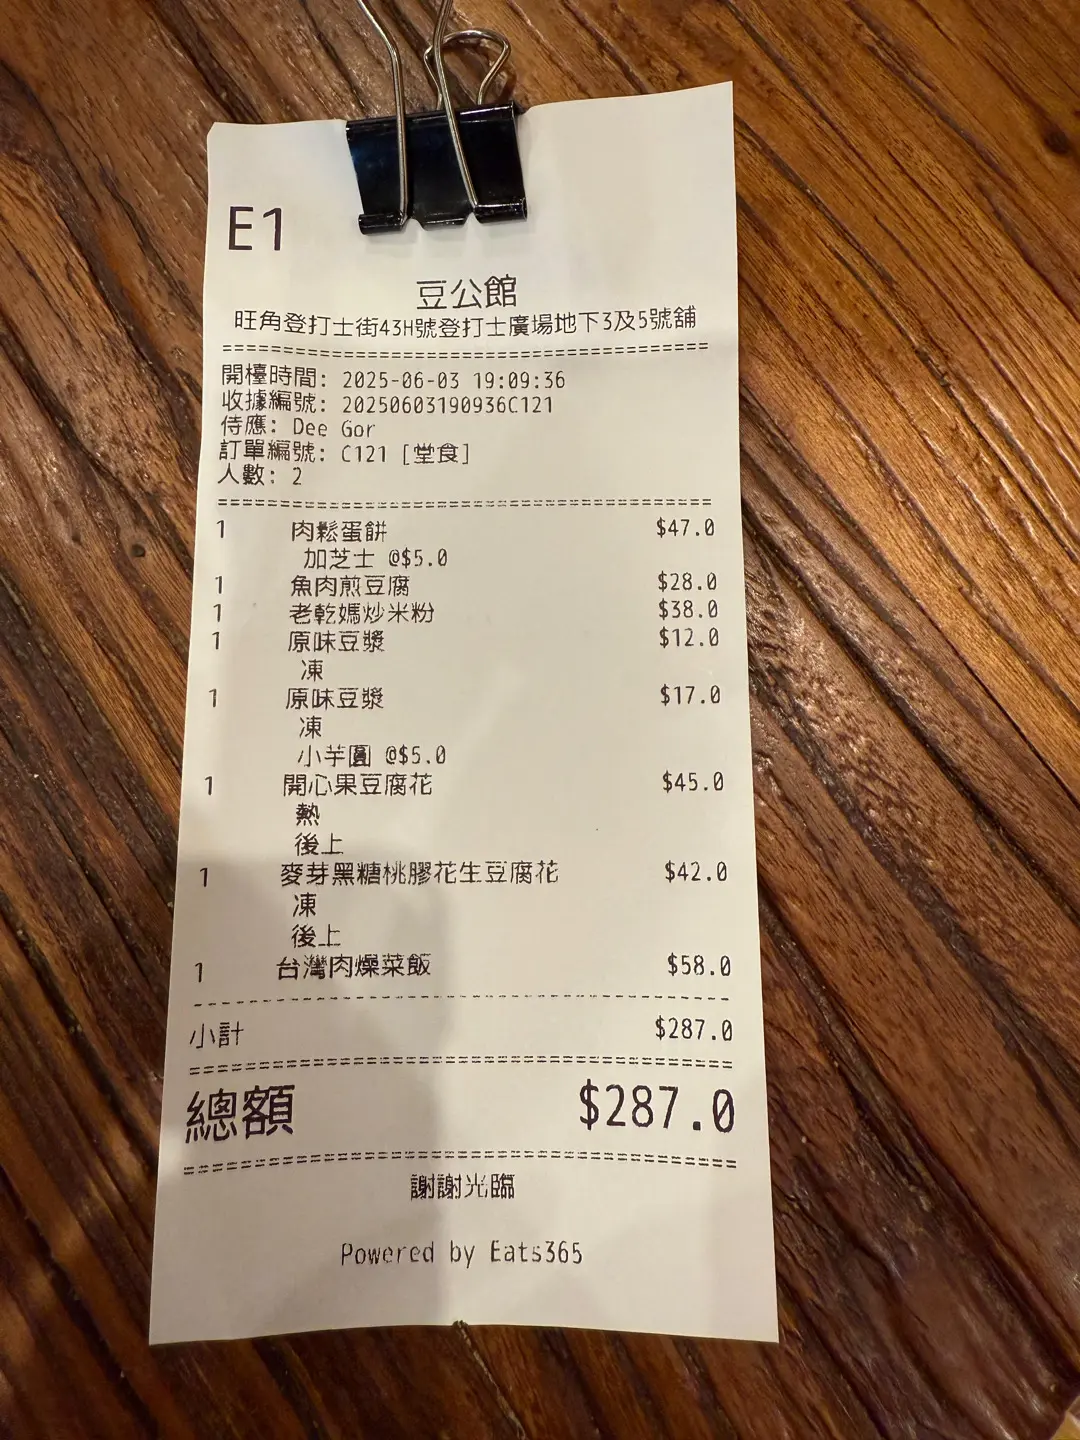 E1
豆公館
旺角登打士街43H號登打士廣場地下3及5號舖
開檯時間: 2025-06-03 19:09:36
收據編號: 20250603190936C121
侍應: Dee Gor
訂單編號: C121 [堂食]
人數: 2
1 肉鬆蛋餅 $47.0
加芝士 @$5.0
1 魚肉煎豆腐 $28.0
1 老乾媽炒米粉 $38.0
1 原味豆漿 $12.0
凍
1 原味豆漿 $17.0
凍
小芋圓 @$5.0
1 開心果豆腐花 $45.0
熱
後上
1 麥芽黑糖桃膠花生豆腐花 $42.0
凍
後上
1 台灣肉燥菜飯 $58.0
小計 $287.0
總額 $287.0
謝謝光臨
Powered by Eats365